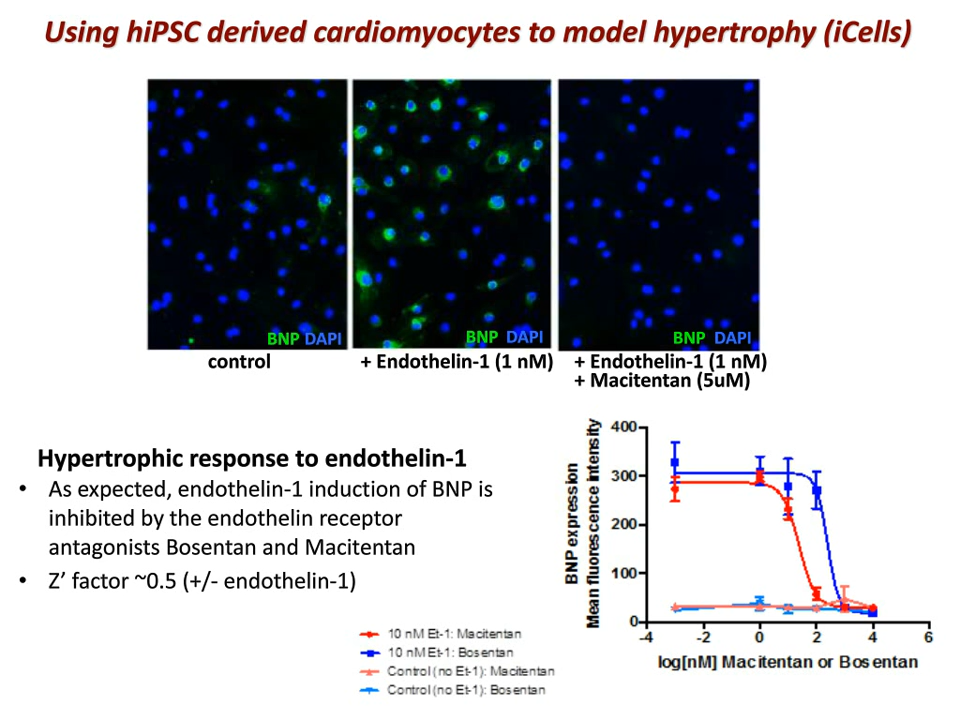 Using hiPSC derived cardiomyocytes to model hypertrophy (iCells)
BNP DAPI
BNP DAPI
BNP DAPI
control
+ Endothelin-1 (1 nM)
+ Endothelin-1 (1 nM)
+ Macitentan (5uM)
Hypertrophic response to endothelin-1
• As expected, endothelin-1 induction of BNP is
inhibited by the endothelin receptor
antagonists Bosentan and Macitentan
• Z’ factor ~0.5 (+/- endothelin-1)
10 nM Et-1: Macitentan
10 nM Et-1: Bosentan
Control (no Et-1): Macitentan
Control (no Et-1): Bosentan
BNP expression
Mean fluorescence intensity
400
300
200
100
0
-4 -2 0 2 4 6
log[nM] Macitentan or Bosentan